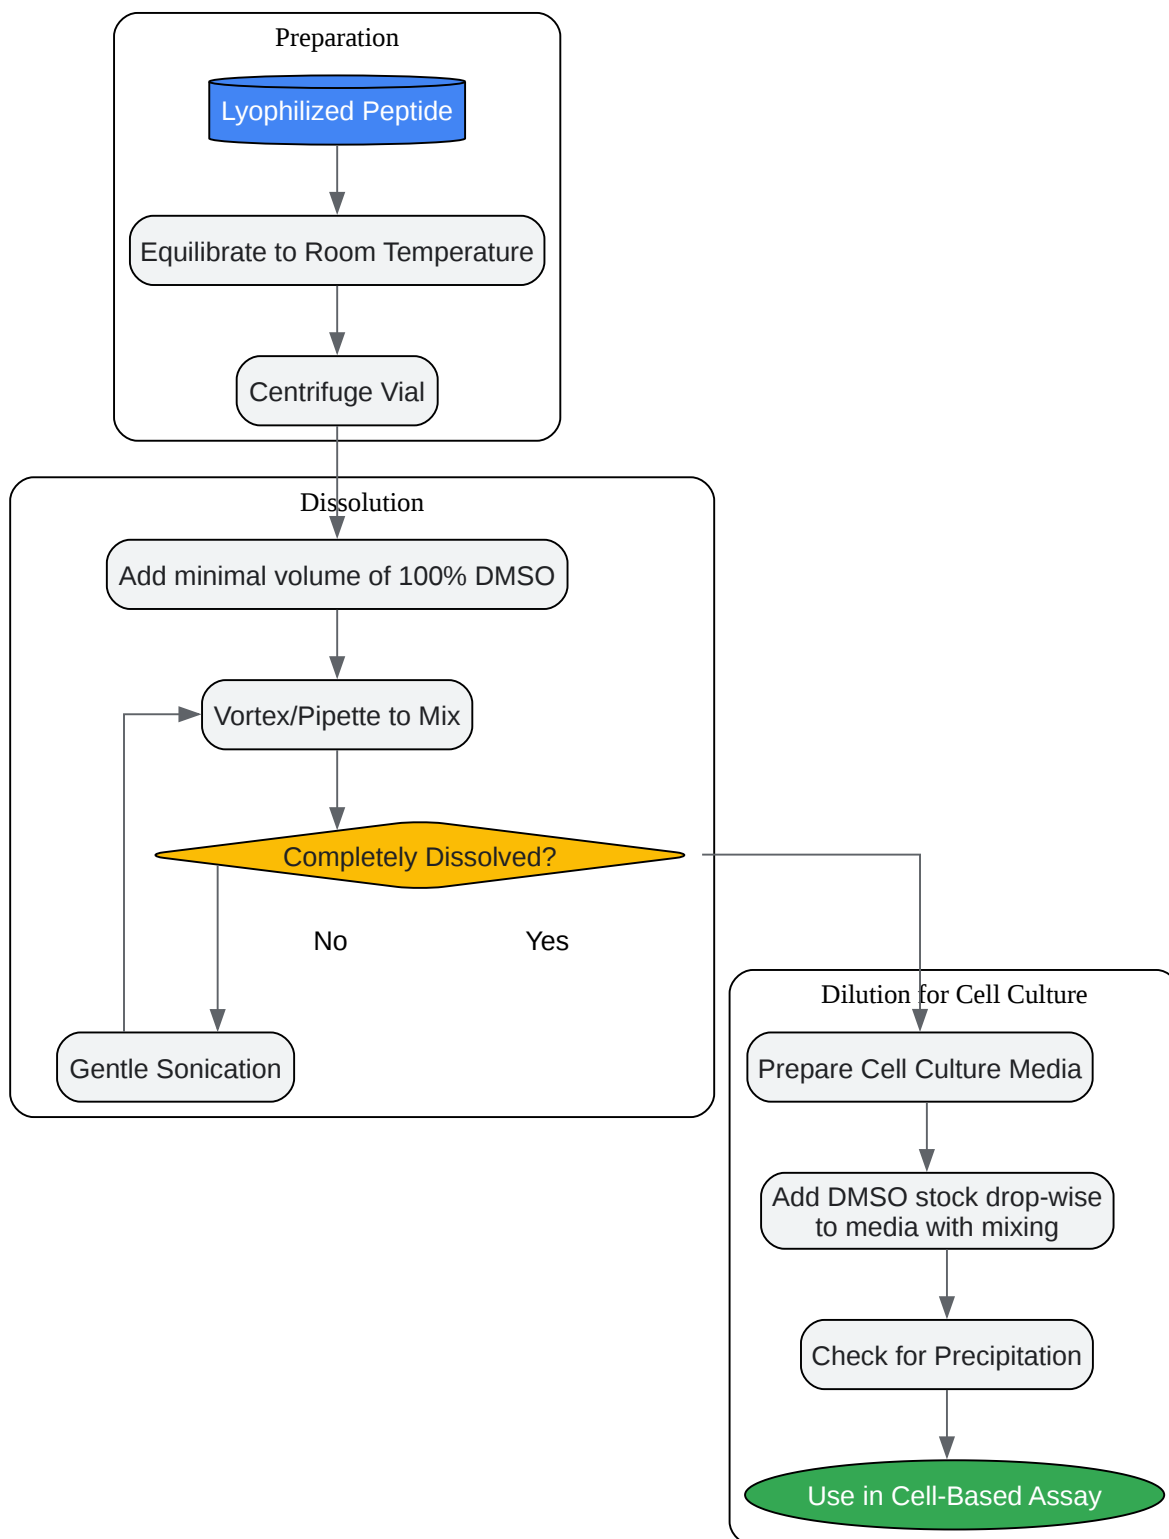 Preparation
Lyophilized Peptide
Equilibrate to Room Temperature
Centrifuge Vial
Dissolution
Add minimal volume of 100% DMSO
Vortex/Pipette to Mix
Completely Dissolved?
No
Yes
Gentle Sonication
Dilution for Cell Culture
Prepare Cell Culture Media
Add DMSO stock drop-wise
to media with mixing
Check for Precipitation
Use in Cell-Based Assay